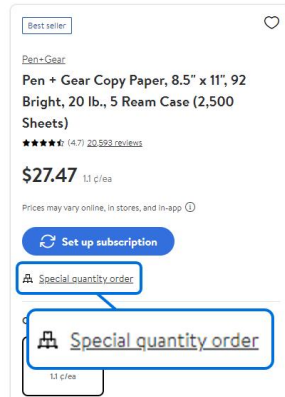 Best seller
Pen+Gear
Pen + Gear Copy Paper, 8.5" x 11", 92
Bright, 20 lb., 5 Ream Case (2,500
Sheets)
(4.7) 20,593 reviews
$27.47 1.1 ¢/ea
Prices may vary online, in stores, and in-app
Set up subscription
Special quantity order
Special quantity order
1.1 ¢/ea